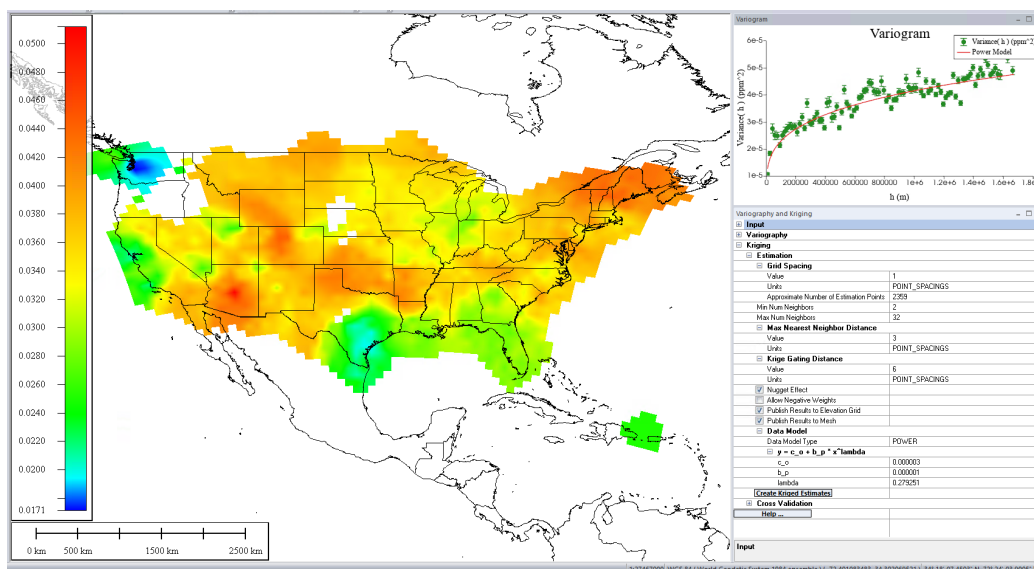 0.0500
0.0480
0.0460
0.0440
0.0420
0.0400
0.0380
0.0360
0.0340
0.0320
0.0300
0.0280
0.0260
0.0240
0.0220
0.0200
0.0171
0 km 500 km 1500 km 2500 km
Variogram
Variogram
Variance( h ) (ppm^2)
Power Model
Variance( h ) (ppm^2)
6e-5
5e-5
4e-5
3e-5
2e-5
1e-5
0 200000 400000 600000 800000 1e+6 1.2e+6 1.4e+6 1.6e+6 1.8e+6
h (m)
Variography and Kriging
Input
Variography
Kriging
Estimation
Grid Spacing
Value 1
Units POINT_SPACINGS
Approximate Number of Estimation Points 2359
Min Num Neighbors 2
Max Num Neighbors 32
Max Nearest Neighbor Distance
Value 3
Units POINT_SPACINGS
Krige Gating Distance
Value 6
Units POINT_SPACINGS
Nugget Effect
Allow Negative Weights
Publish Results to Elevation Grid
Publish Results to Mesh
Data Model
Data Model Type POWER
y = c_o + b_p * x^lambda
c_o 0.000003
b_p 0.000001
lambda 0.279251
Create Kriged Estimates
Cross Validation
Help ...
Input